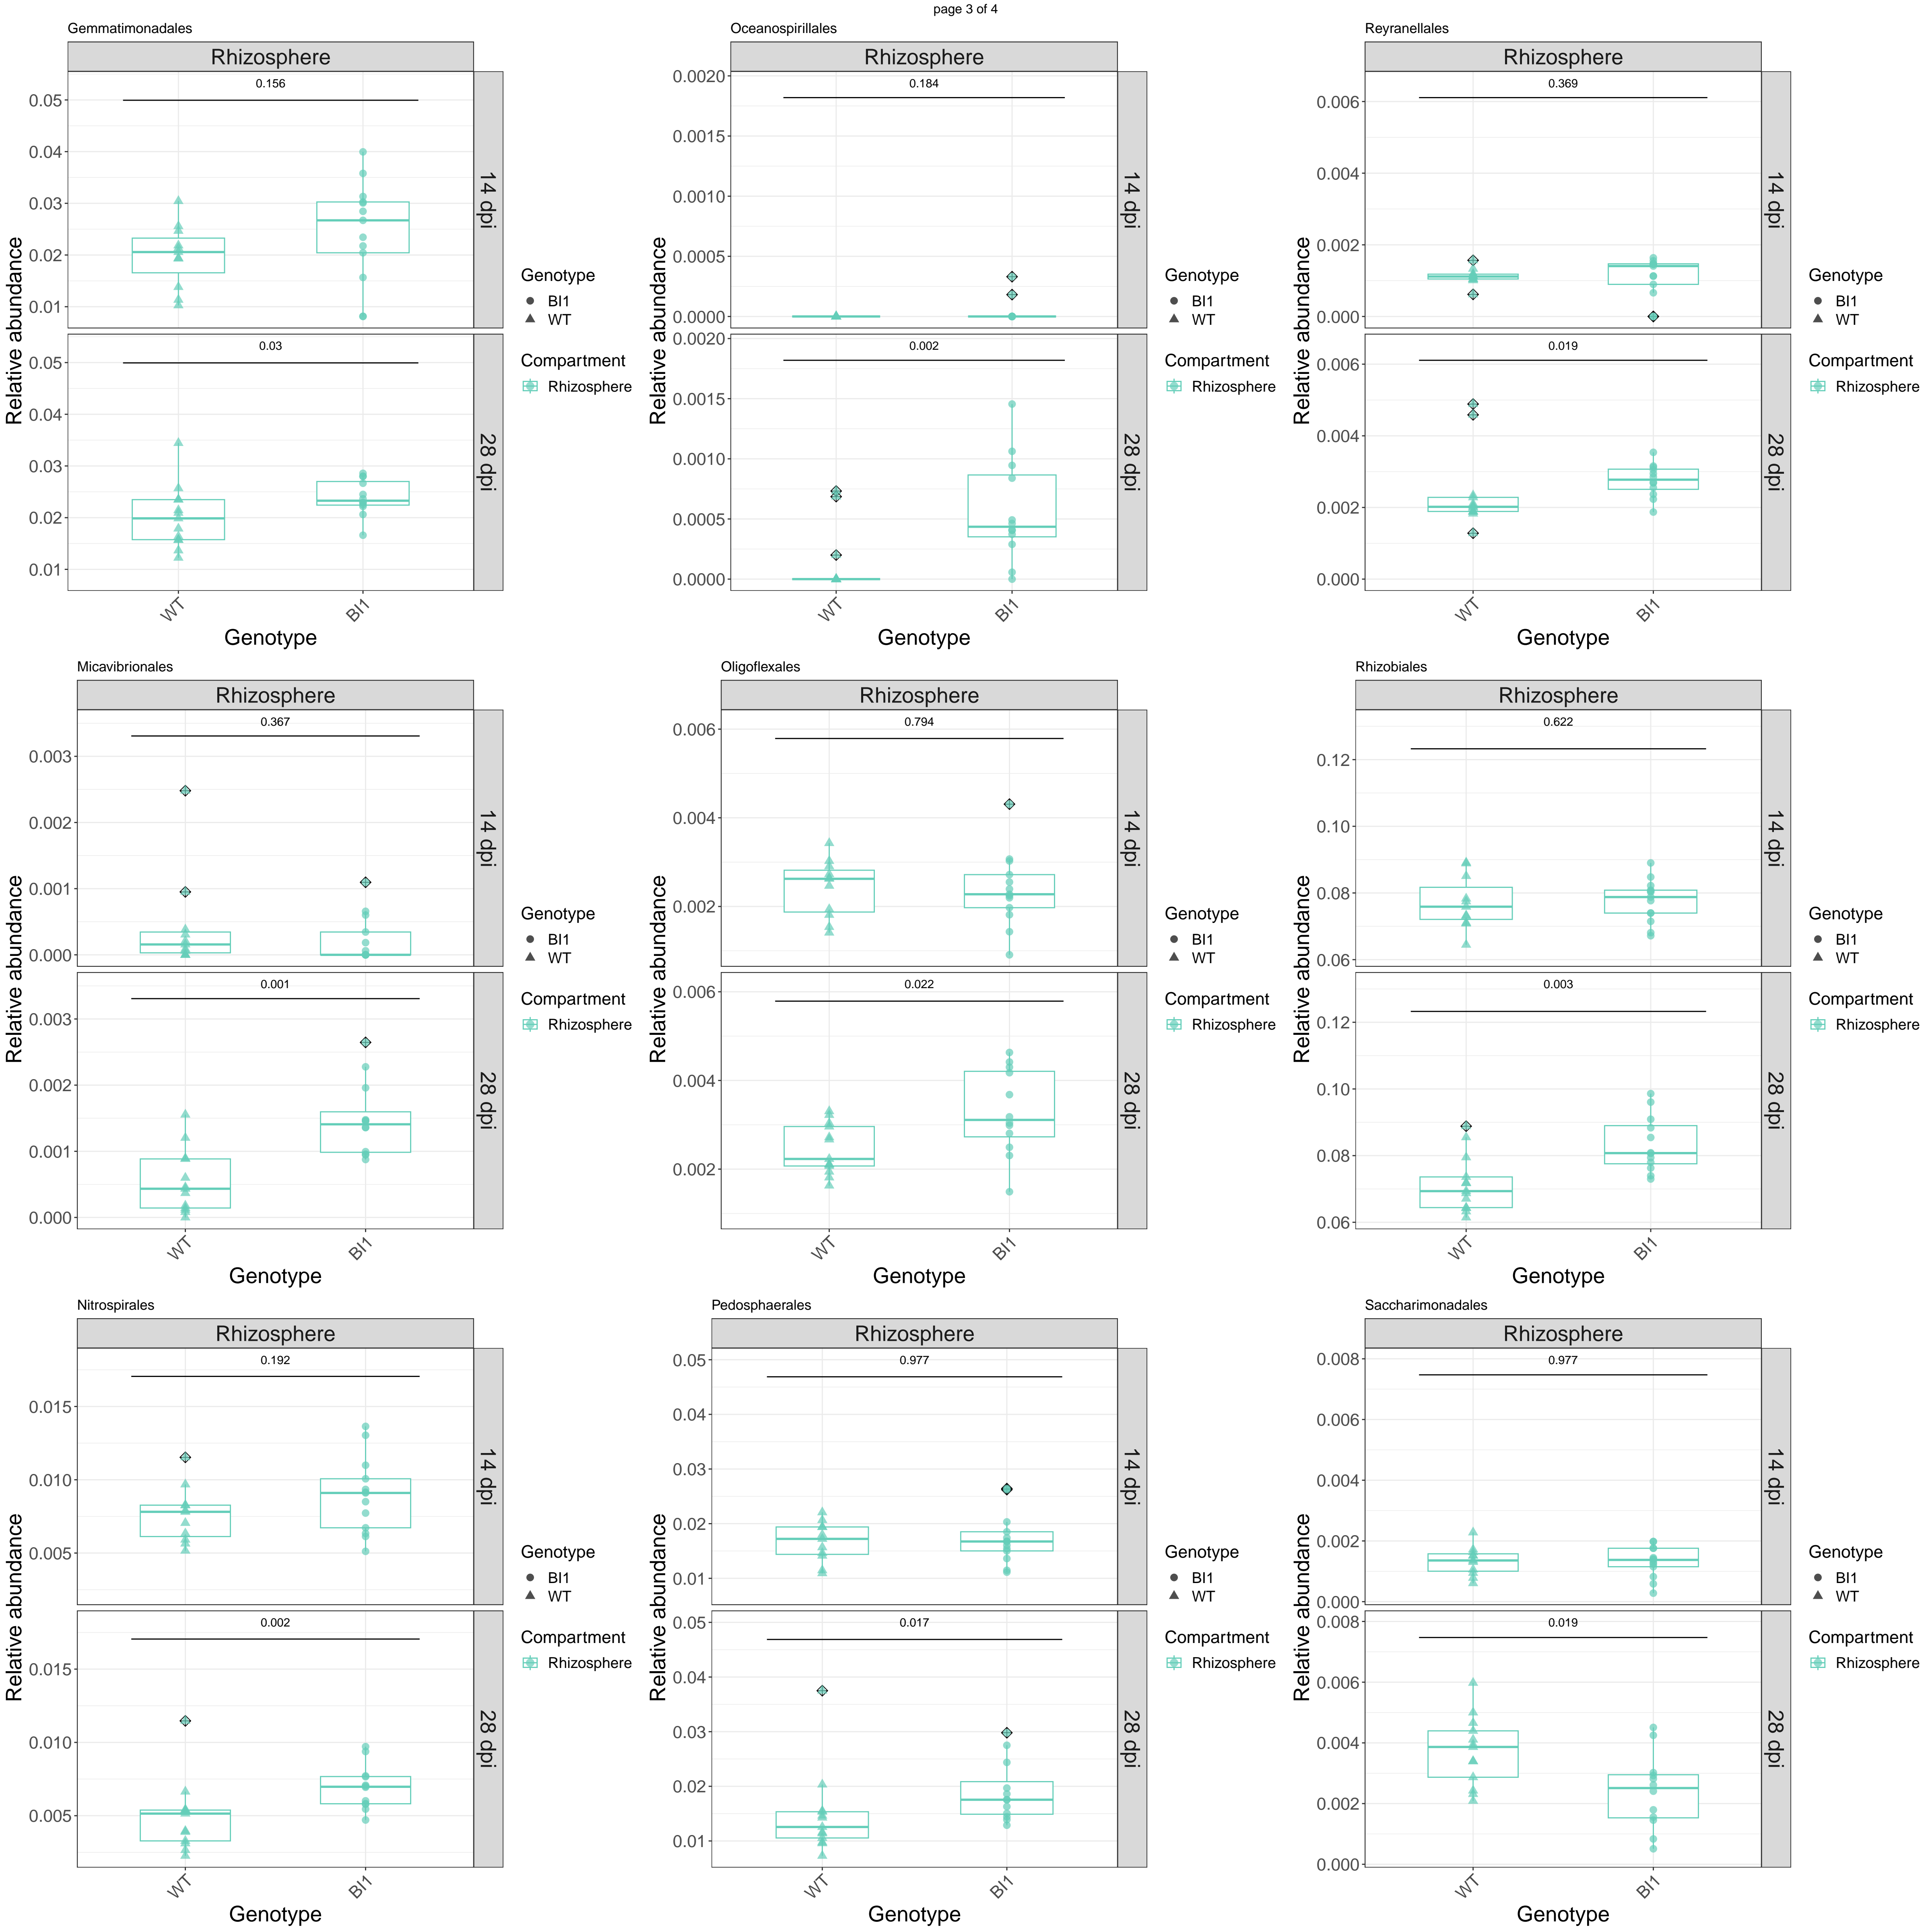 page 3 of 4
Gemmatimonadales
Rhizosphere
0.156
0.05
0.04
0.03
0.02
0.01
14 dpi
0.03
0.05
0.04
0.03
0.02
0.01
28 dpi
WT
BI1
Genotype
Relative abundance
Genotype
BI1
WT
Compartment
Rhizosphere
Oceanospirillales
Rhizosphere
0.184
0.0020
0.0015
0.0010
0.0005
0.0000
14 dpi
0.002
0.0020
0.0015
0.0010
0.0005
0.0000
28 dpi
WT
BI1
Genotype
Relative abundance
Genotype
BI1
WT
Compartment
Rhizosphere
Reyranellales
Rhizosphere
0.369
0.006
0.004
0.002
0.000
14 dpi
0.019
0.006
0.004
0.002
0.000
28 dpi
WT
BI1
Genotype
Relative abundance
Genotype
BI1
WT
Compartment
Rhizosphere
Micavibrionales
Rhizosphere
0.367
0.003
0.002
0.001
0.000
14 dpi
0.001
0.003
0.002
0.001
0.000
28 dpi
WT
BI1
Genotype
Relative abundance
Genotype
BI1
WT
Compartment
Rhizosphere
Oligoflexales
Rhizosphere
0.794
0.006
0.004
0.002
14 dpi
0.022
0.006
0.004
0.002
28 dpi
WT
BI1
Genotype
Relative abundance
Genotype
BI1
WT
Compartment
Rhizosphere
Rhizobiales
Rhizosphere
0.622
0.12
0.10
0.08
0.06
14 dpi
0.003
0.12
0.10
0.08
0.06
28 dpi
WT
BI1
Genotype
Relative abundance
Genotype
BI1
WT
Compartment
Rhizosphere
Nitrospirales
Rhizosphere
0.192
0.015
0.010
0.005
14 dpi
0.002
0.015
0.010
0.005
28 dpi
WT
BI1
Genotype
Relative abundance
Genotype
BI1
WT
Compartment
Rhizosphere
Pedosphaerales
Rhizosphere
0.977
0.05
0.04
0.03
0.02
0.01
14 dpi
0.017
0.05
0.04
0.03
0.02
0.01
28 dpi
WT
BI1
Genotype
Relative abundance
Genotype
BI1
WT
Compartment
Rhizosphere
Saccharimonadales
Rhizosphere
0.977
0.008
0.006
0.004
0.002
0.000
14 dpi
0.019
0.008
0.006
0.004
0.002
0.000
28 dpi
WT
BI1
Genotype
Relative abundance
Genotype
BI1
WT
Compartment
Rhizosphere